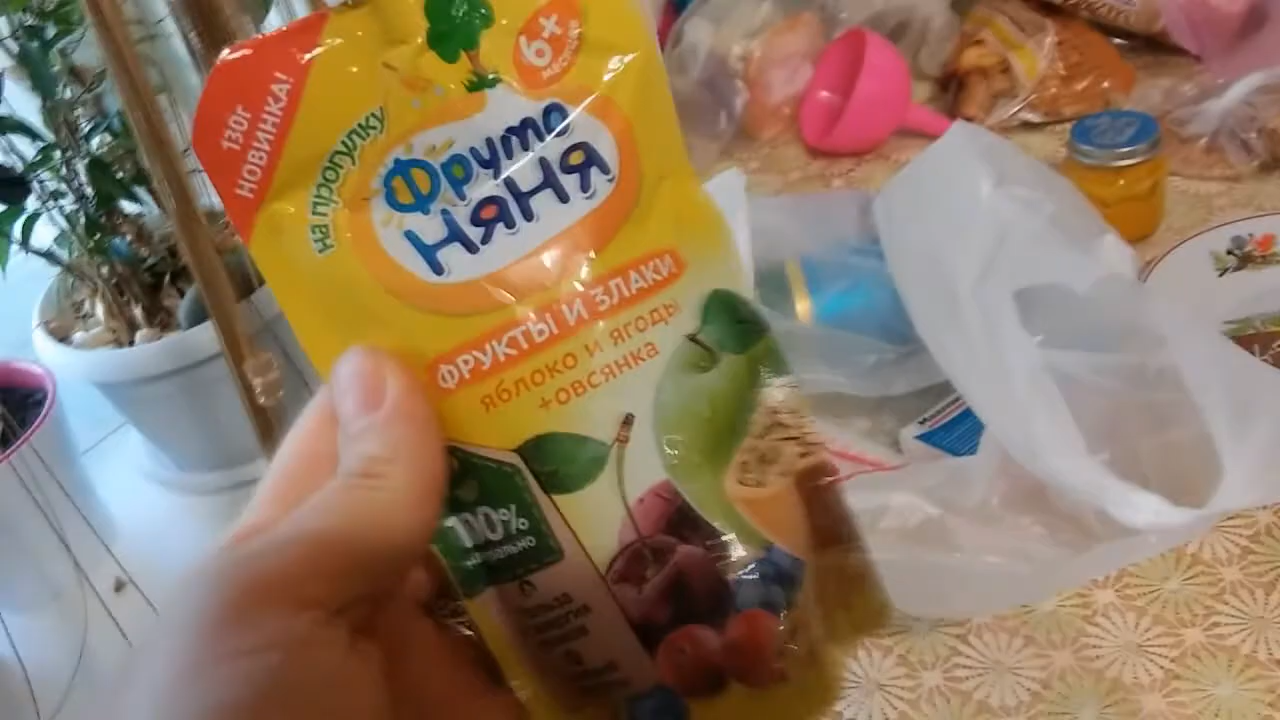 130г
НОВИНКА!
на прогулку
6+
МЕСЯЦЕВ
Фруто
НяНя
ФРУКТЫ И ЗЛАКИ
яблоко и ягоды
+овсянка
100%